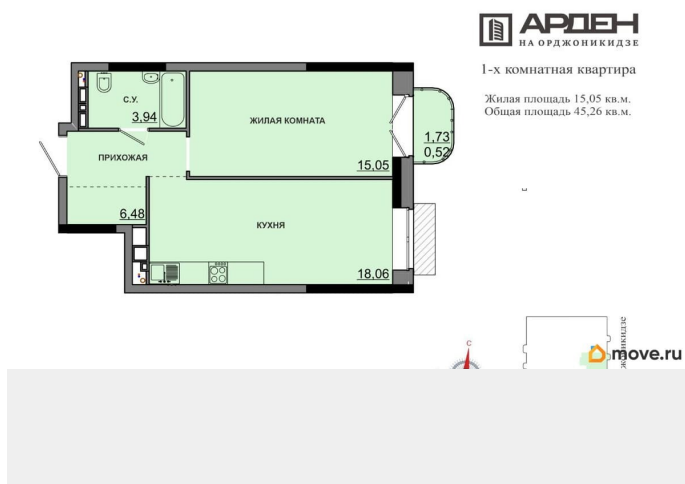 АРДЕН
НА ОРДЖОНИКИДЗЕ
1-х комнатная квартира
Жилая площадь 15,05 кв.м.
Общая площадь 45,26 кв.м.
С.У.
3,94
ЖИЛАЯ КОМНАТА
15,05
1,73
0,52
ПРИХОЖАЯ
6,48
КУХНЯ
18,06
С
move.ru